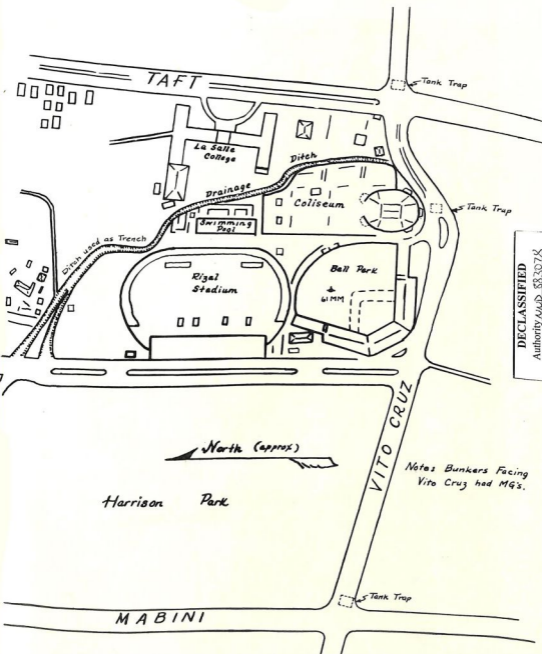 TAFT
Tank Trap
La Salle
College
Ditch
Drainage
Coliseum
Tank Trap
Swimming
Pool
Ditch used as Trench
Rizal
Stadium
Ball Park
61MM
DECLASSIFIED
Authority NND 883078
North (approx)
VITO CRUZ
Notes Bunkers Facing
Vito Cruz had MG's.
Harrison Park
Tank Trap
MABINI